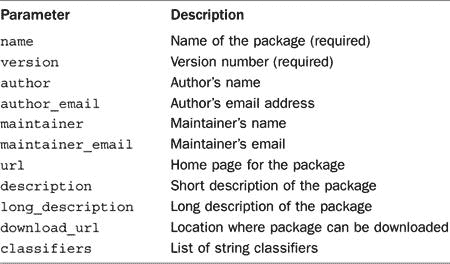 Parameter Description
name Name of the package (required)
version Version number (required)
author Author's name
author_email Author's email address
maintainer Maintainer's name
maintainer_email Maintainer's email
url Home page for the package
description Short description of the package
long_description Long description of the package
download_url Location where package can be downloaded
classifiers List of string classifiers